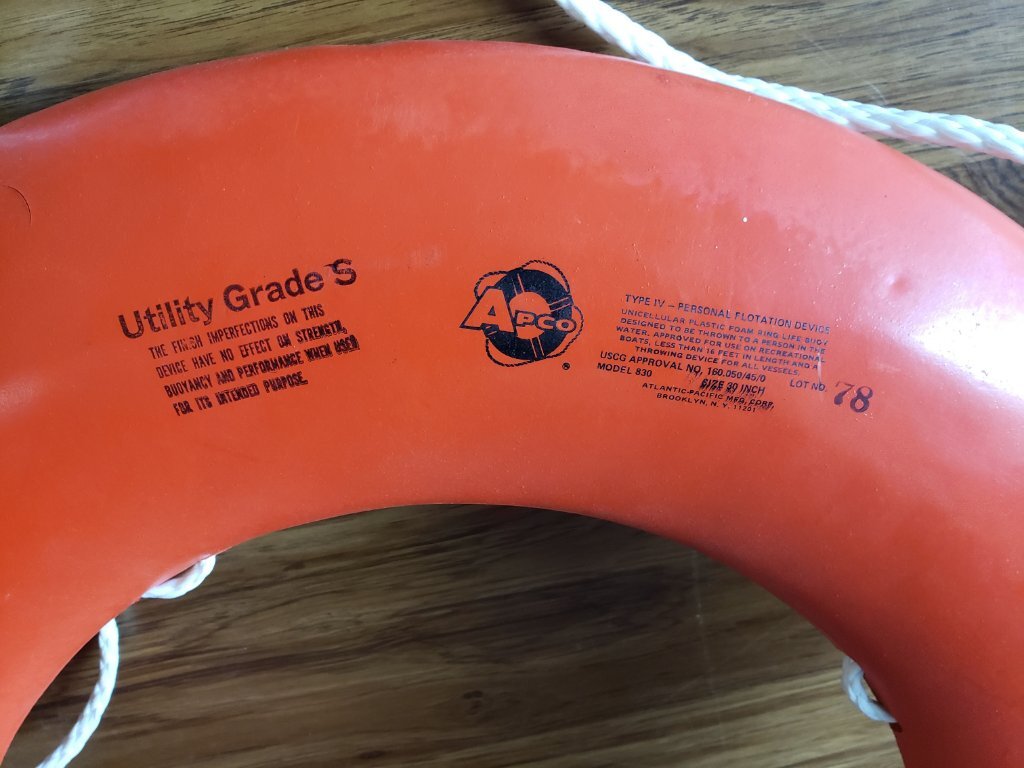 Utility Grade S
THE FINISH IMPERFECTIONS ON THIS
DEVICE HAVE NO EFFECT ON STRENGTH,
BUOYANCY AND PERFORMANCE WHEN USED
FOR ITS INTENDED PURPOSE.
APCO
®
TYPE IV – PERSONAL FLOTATION DEVICE
UNICELLULAR PLASTIC FOAM RING LIFE BUOY
DESIGNED TO BE THROWN TO A PERSON IN THE
WATER. APPROVED FOR USE ON RECREATIONAL
BOATS, LESS THAN 16 FEET IN LENGTH AND A
THROWING DEVICE FOR ALL VESSELS.
USCG APPROVAL NO. 160.050/45/0
MODEL 830 SIZE INCH LOT NO. 78
ATLANTIC-PACIFIC MFG. CORP.
BROOKLYN, N. Y. 11201